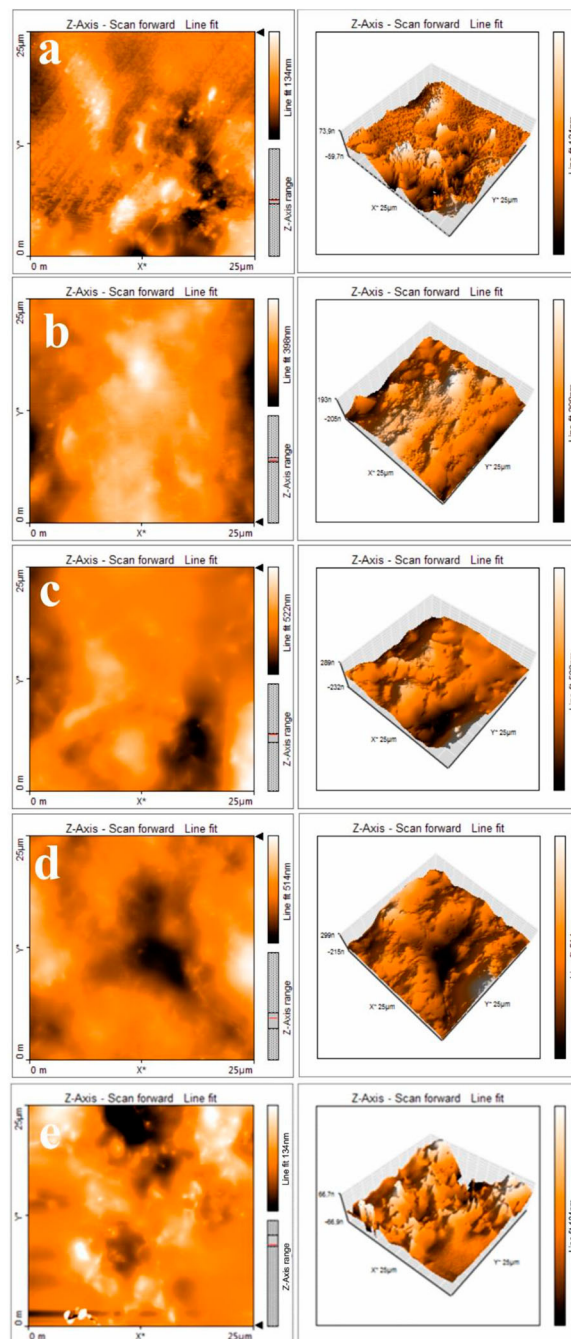 Z-Axis - Scan forward Line fit
a
25µm
Y*
0 m
0 m
X*
25µm
Line fit 134nm
Z-Axis range
Z-Axis - Scan forward Line fit
73,9n
-59,7n
X* 25µm
Y* 25µm
Z-Axis - Scan forward Line fit
b
25µm
Y*
0 m
0 m
X*
25µm
Line fit 398nm
Z-Axis range
Z-Axis - Scan forward Line fit
193n
-205n
X* 25µm
Y* 25µm
Z-Axis - Scan forward Line fit
c
25µm
Y*
0 m
0 m
X*
25µm
Line fit 522nm
Z-Axis range
Z-Axis - Scan forward Line fit
289n
-232n
X* 25µm
Y* 25µm
Z-Axis - Scan forward Line fit
d
25µm
Y*
0 m
0 m
X*
25µm
Line fit 514nm
Z-Axis range
Z-Axis - Scan forward Line fit
299n
-215n
X* 25µm
Y* 25µm
Z-Axis - Scan forward Line fit
e
25µm
Y*
0 m
0 m
X*
25µm
Line fit 134nm
Z-Axis range
Z-Axis - Scan forward Line fit
66,7n
-66,9n
X* 25µm
Y* 25µm